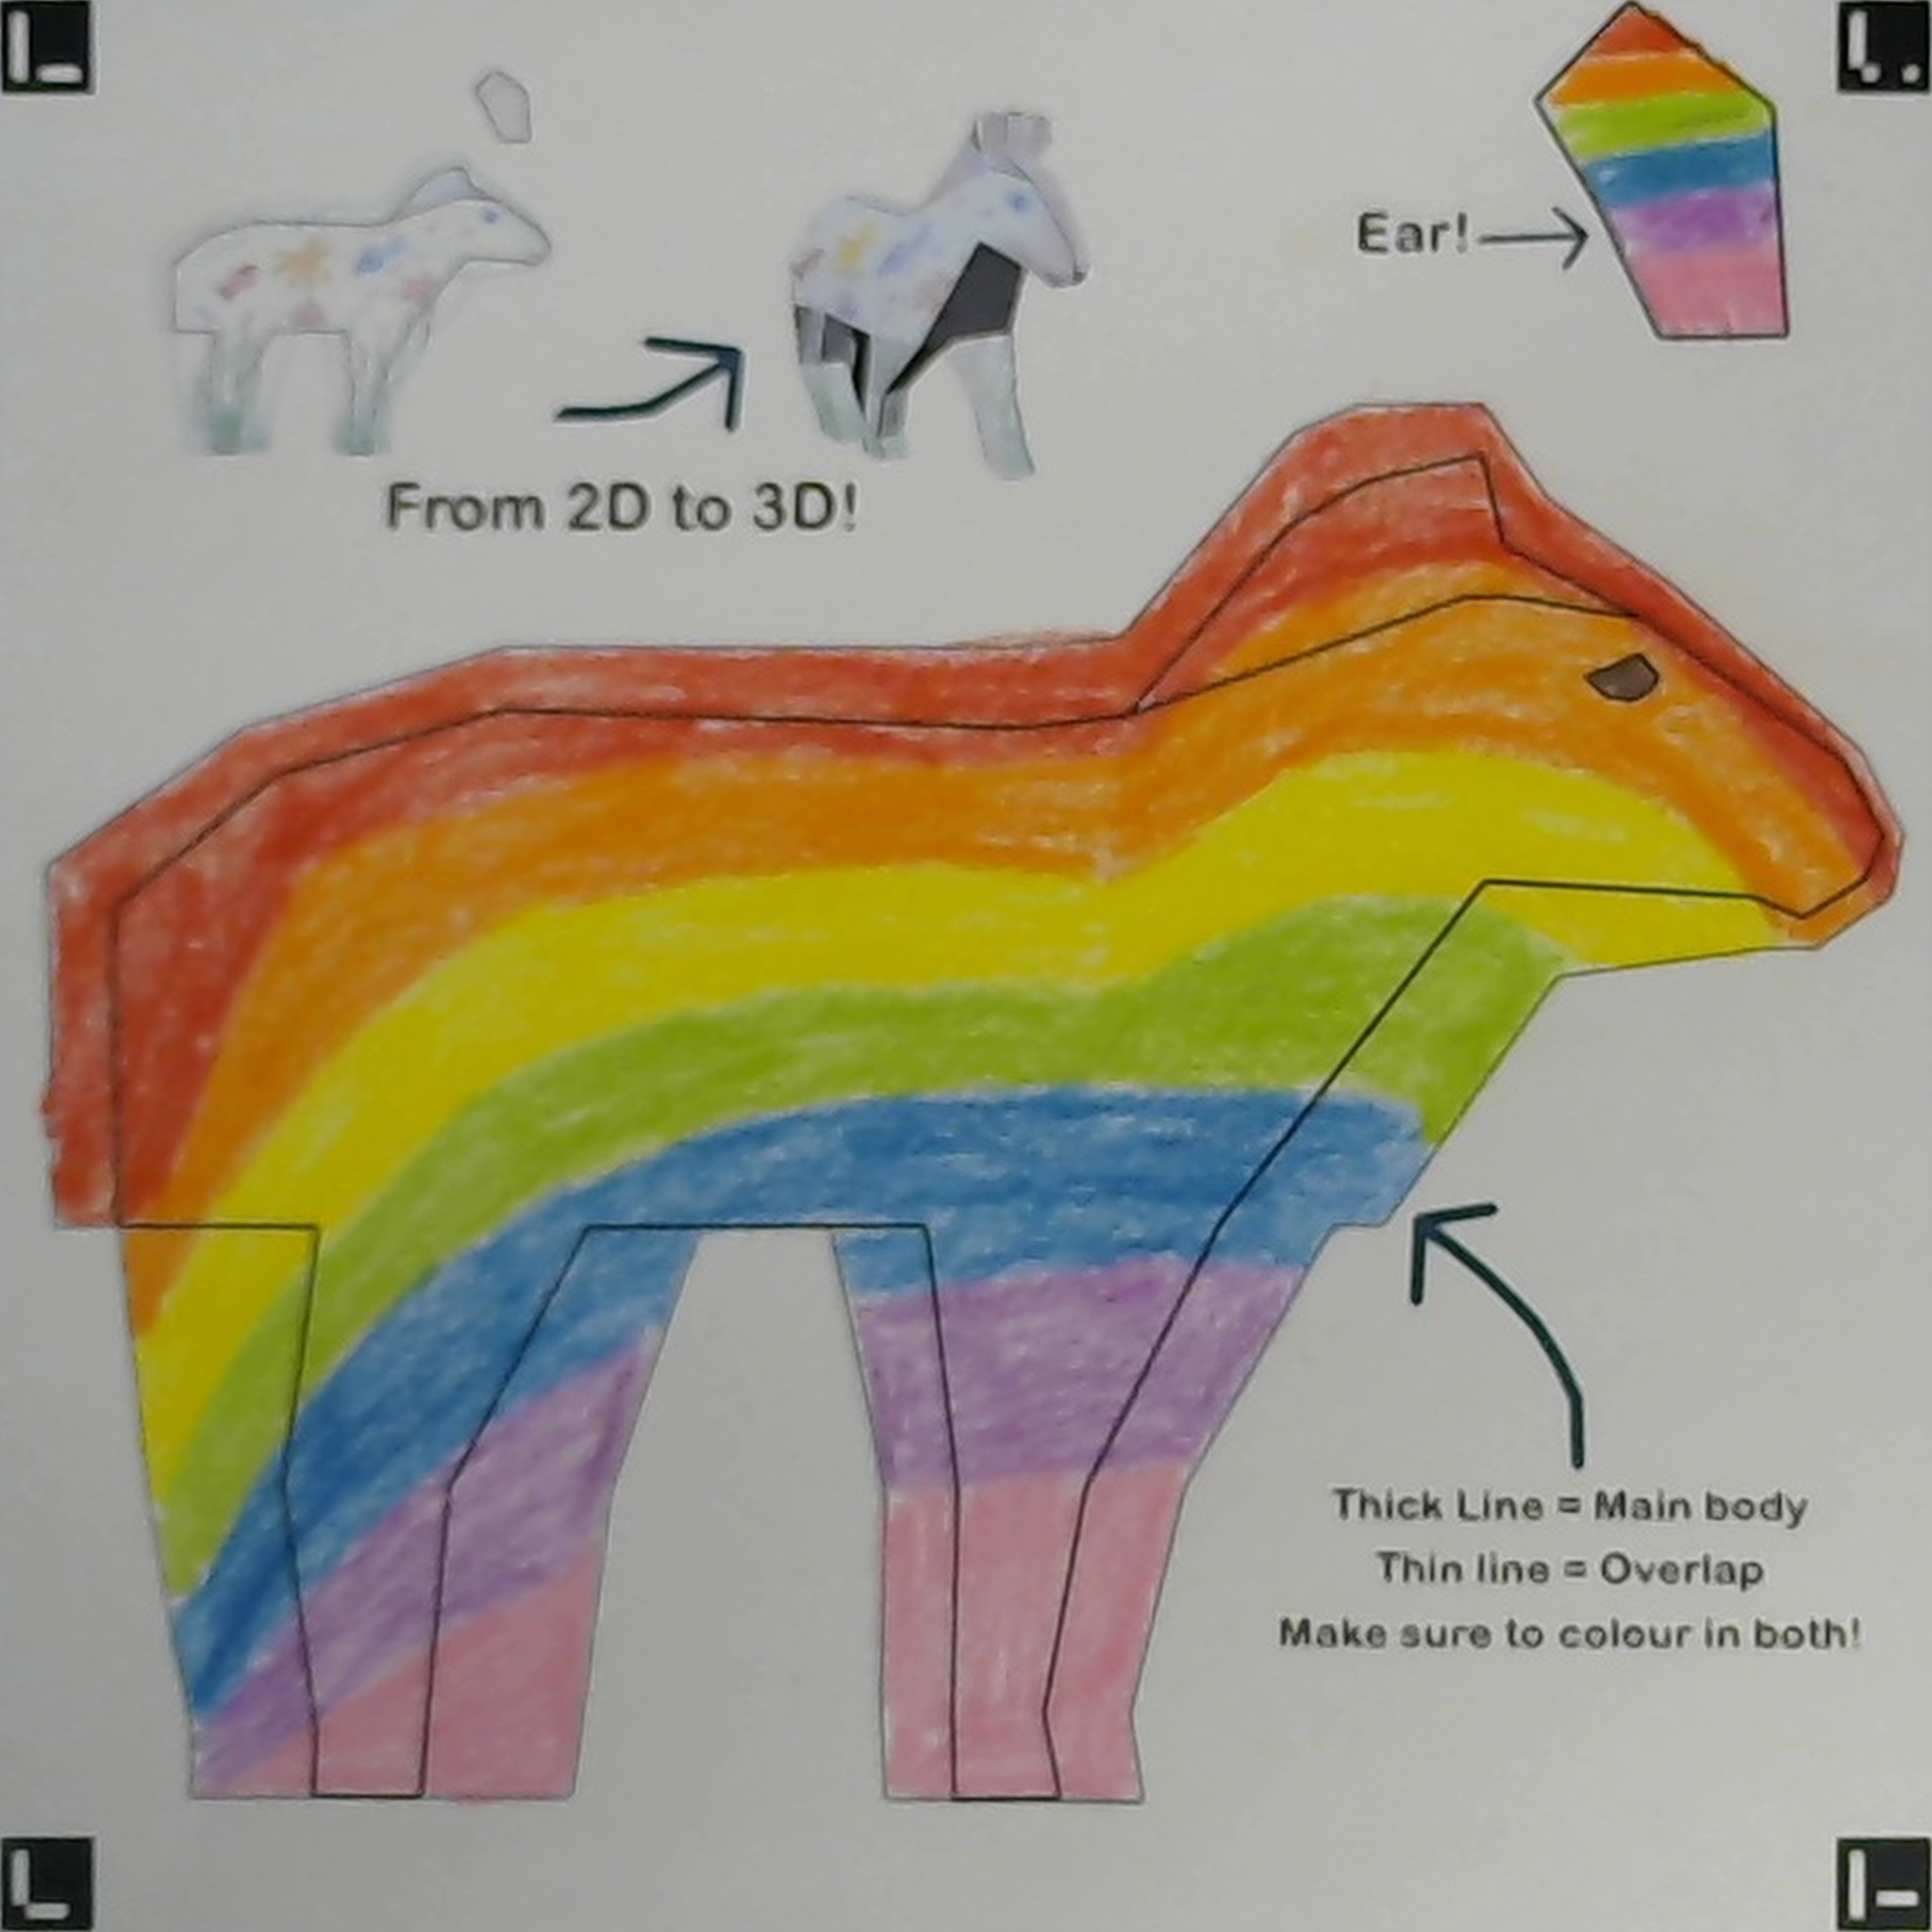 Ear!
From 2D to 3D!
Thick Line = Main body
Thin line = Overlap
Make sure to colour in both!